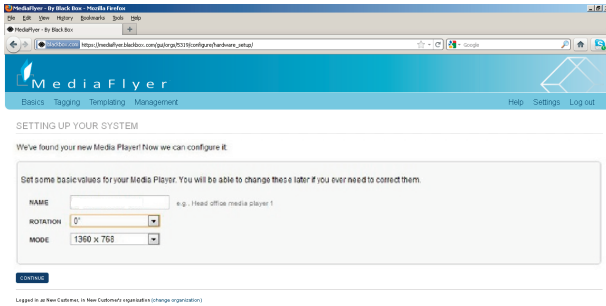 MediaFlyer - By Black Box - Mozilla Firefox
File Edit View History Bookmarks Tools Help
MediaFlyer - By Black Box +
blackbox.com https://mediaflyer.blackbox.com/gui/orgs/5319/configure/hardware_setup/ Google
MediaFlyer
Basics Tagging Templating Management Help Settings Log out
SETTING UP YOUR SYSTEM
We've found your new Media Player! Now we can configure it.
Set some basic values for your Media Player. You will be able to change these later if you ever need to correct them.
NAME e.g. Head office media player 1
ROTATION 0°
MODE 1360 x 768
CONTINUE
Logged in as New Customer, in New Customer's organisation (change organization)